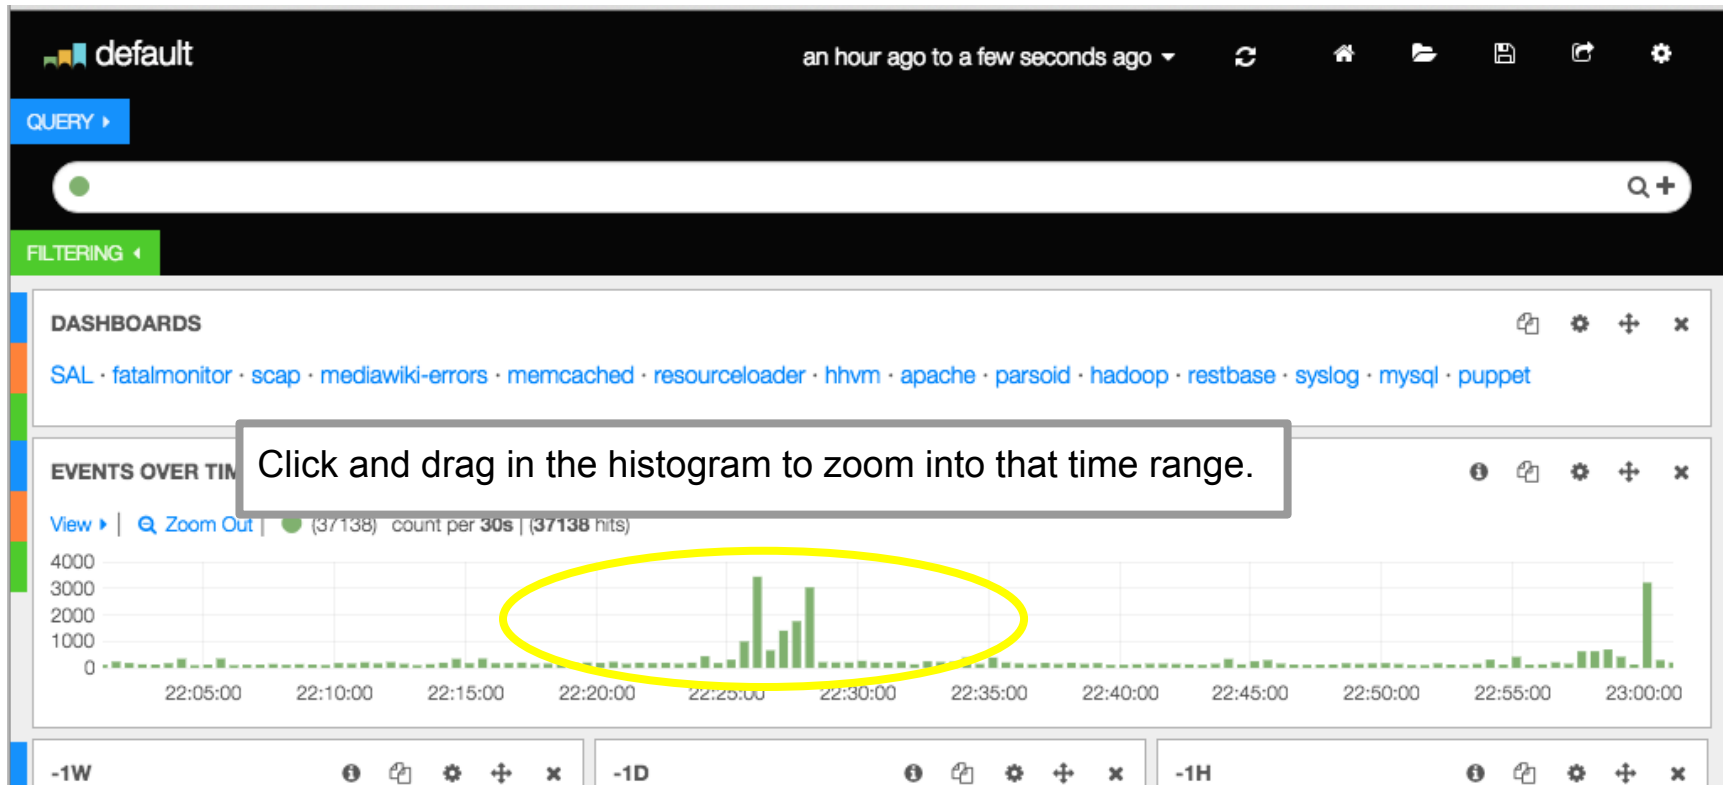 default
an hour ago to a few seconds ago
QUERY
FILTERING
DASHBOARDS
SAL · fatalmonitor · scap · mediawiki-errors · memcached · resourceloader · hhvm · apache · parsoid · hadoop · restbase · syslog · mysql · puppet
Click and drag in the histogram to zoom into that time range.
EVENTS OVER TIM
View | Zoom Out | (37138) count per 30s | (37138 hits)
4000
3000
2000
1000
0
22:05:00 22:10:00 22:15:00 22:20:00 22:25:00 22:30:00 22:35:00 22:40:00 22:45:00 22:50:00 22:55:00 23:00:00
-1W -1D -1H